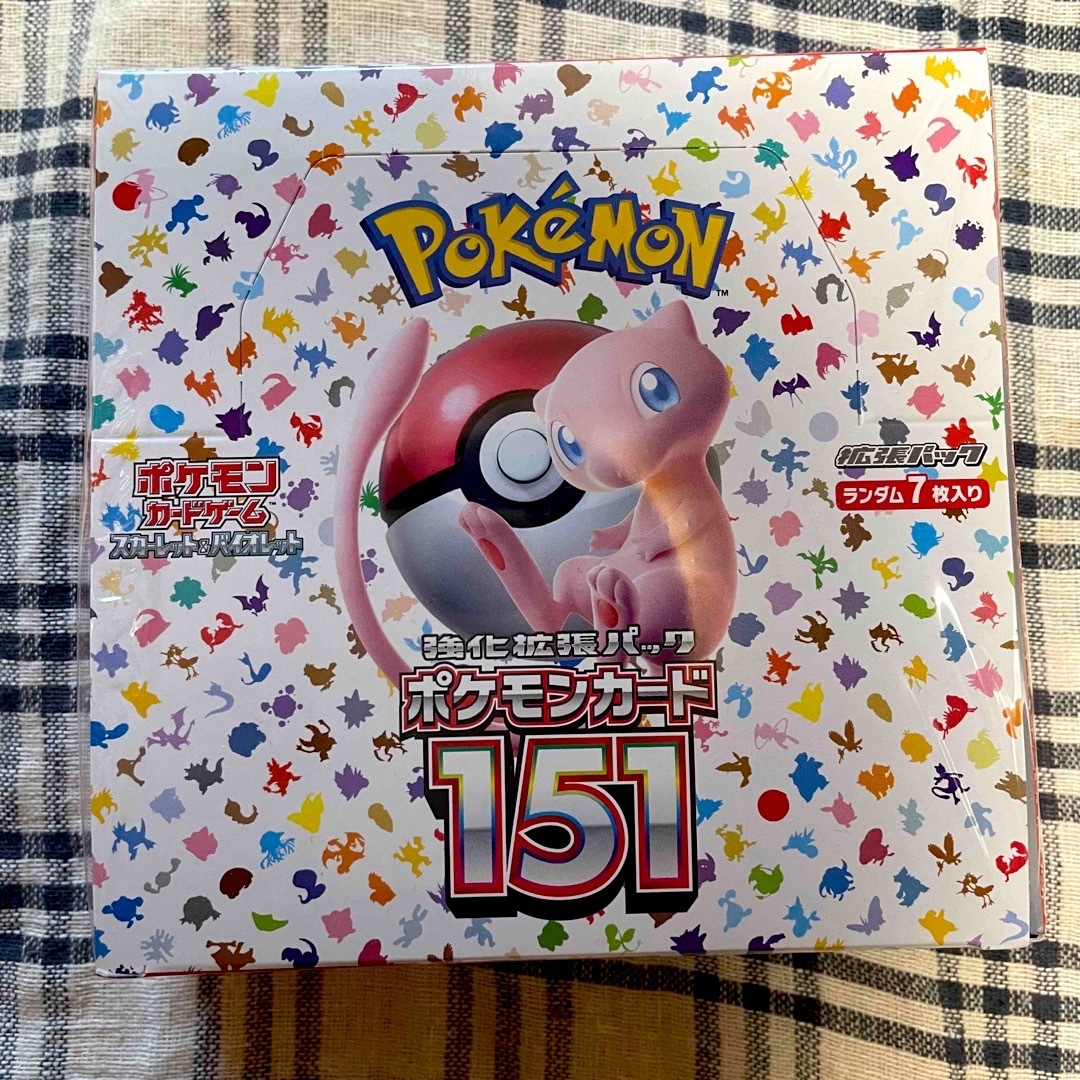 POKéMON
TM
ポケモン
カードゲーム
スカーレット&バイオレット
拡張パック
ランダム7枚入り
強化拡張パック
ポケモンカード
151